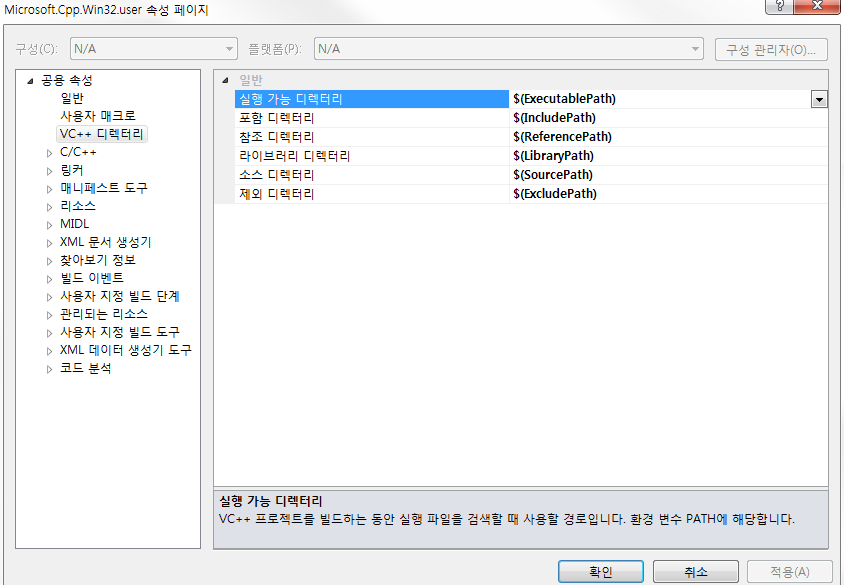 Microsoft.Cpp.Win32.user 속성 페이지
?
x
구성(C): N/A 플랫폼(P): N/A 구성 관리자(O)...
공용 속성
일반
사용자 매크로
VC++ 디렉터리
C/C++
링커
매니페스트 도구
리소스
MIDL
XML 문서 생성기
찾아보기 정보
빌드 이벤트
사용자 지정 빌드 단계
관리되는 리소스
사용자 지정 빌드 도구
XML 데이터 생성기 도구
코드 분석
일반
실행 가능 디렉터리 $(ExecutablePath)
포함 디렉터리 $(IncludePath)
참조 디렉터리 $(ReferencePath)
라이브러리 디렉터리 $(LibraryPath)
소스 디렉터리 $(SourcePath)
제외 디렉터리 $(ExcludePath)
실행 가능 디렉터리
VC++ 프로젝트를 빌드하는 동안 실행 파일을 검색할 때 사용할 경로입니다. 환경 변수 PATH에 해당합니다.
확인 취소 적용(A)